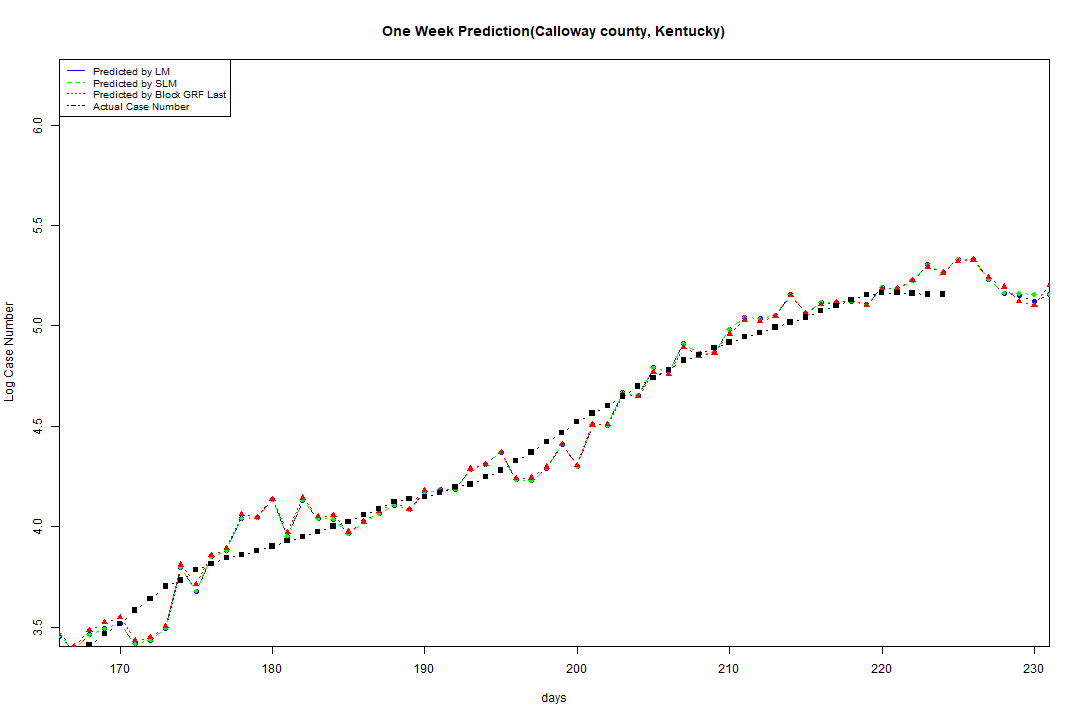 One Week Prediction(Calloway county, Kentucky)
Predicted by LM
Predicted by SLM
Predicted by Block GRF Last
Actual Case Number
6.0
5.5
5.0
4.5
4.0
3.5
Log Case Number
170 180 190 200 210 220 230
days